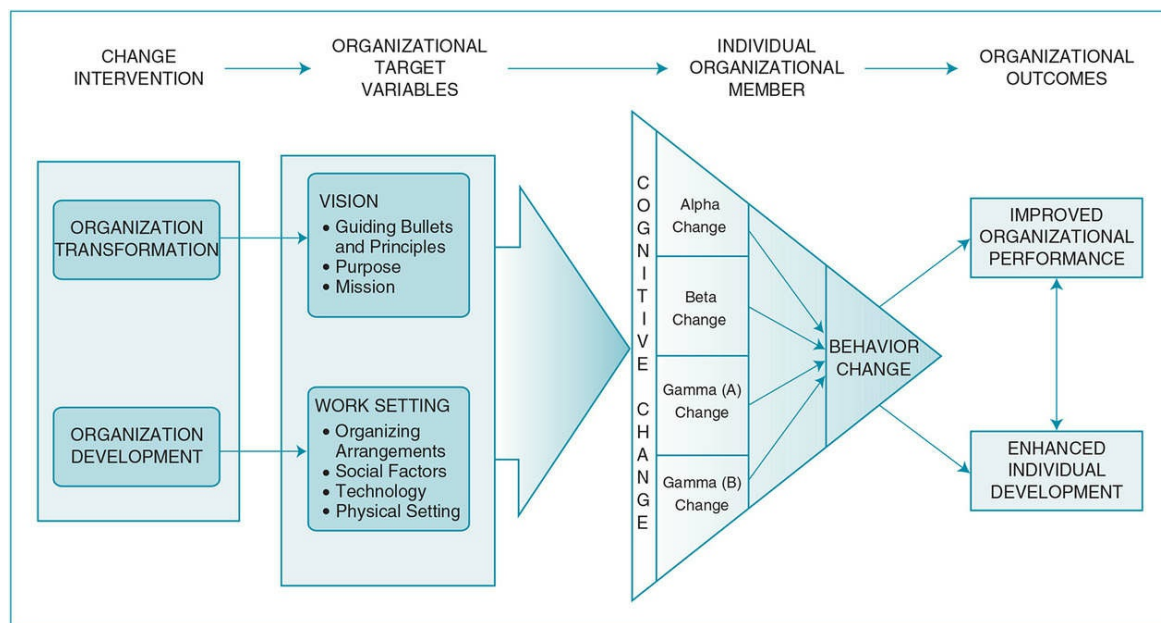 CHANGE
INTERVENTION
ORGANIZATIONAL
TARGET
VARIABLES
INDIVIDUAL
ORGANIZATIONAL
MEMBER
ORGANIZATIONAL
OUTCOMES
ORGANIZATION
TRANSFORMATION
ORGANIZATION
DEVELOPMENT
VISION
• Guiding Bullets
and Principles
• Purpose
• Mission
WORK SETTING
• Organizing
Arrangements
• Social Factors
• Technology
• Physical Setting
COGNITIVE CHANGE
Alpha
Change
Beta
Change
Gamma (A)
Change
Gamma (B)
Change
BEHAVIOR
CHANGE
IMPROVED
ORGANIZATIONAL
PERFORMANCE
ENHANCED
INDIVIDUAL
DEVELOPMENT